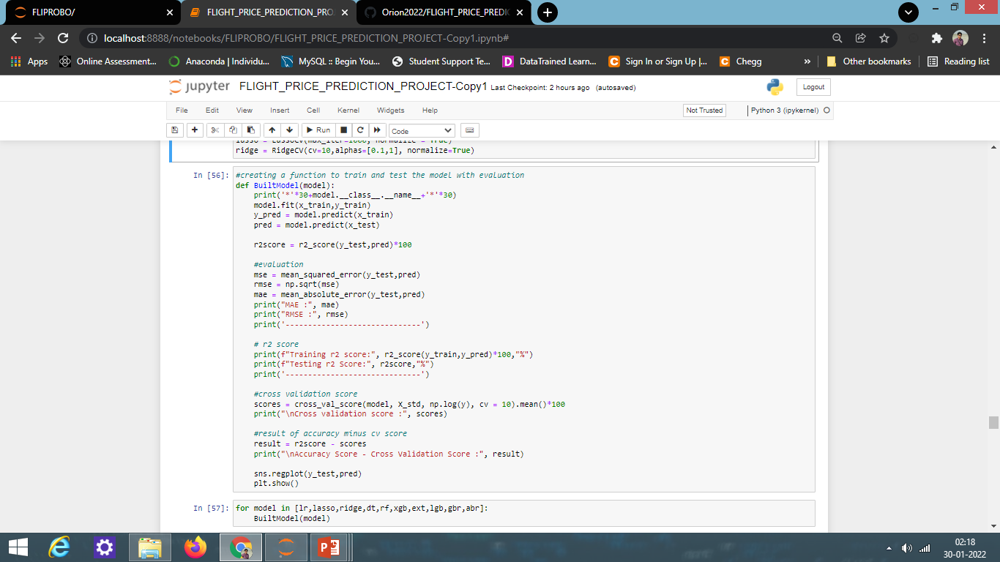 FLIPROBO/
FLIGHT_PRICE_PREDICTION_PRO
Orion2022/FLIGHT_PRICE_PREDI
localhost:8888/notebooks/FLIPROBO/FLIGHT_PRICE_PREDICTION_PROJECT-Copy1.ipynb#
Apps Online Assessment... Anaconda | Individu... MySQL :: Begin You... Student Support Te... DataTrained Learn... Sign In or Sign Up |... Chegg » Other bookmarks Reading list
jupyter FLIGHT_PRICE_PREDICTION_PROJECT-Copy1 Last Checkpoint: 2 hours ago (autosaved) Logout
File Edit View Insert Cell Kernel Widgets Help Not Trusted Python 3 (ipykernel)
Run Code
lasso = LassoCV(max_iter=1000, normalize = True)
ridge = RidgeCV(cv=10,alphas=[0.1,1], normalize=True)
In [56]: #creating a function to train and test the model with evaluation
def BuiltModel(model):
print('*'*30+model.__class__.__name__+'*'*30)
model.fit(x_train,y_train)
y_pred = model.predict(x_train)
pred = model.predict(x_test)
r2score = r2_score(y_test,pred)*100
#evaluation
mse = mean_squared_error(y_test,pred)
rmse = np.sqrt(mse)
mae = mean_absolute_error(y_test,pred)
print("MAE :", mae)
print("RMSE :", rmse)
print('------------------------------')
# r2 score
print(f"Training r2 score:", r2_score(y_train,y_pred)*100,"%")
print(f"Testing r2 Score:", r2score,"%")
print('------------------------------')
#cross validation score
scores = cross_val_score(model, X_std, np.log(y), cv = 10).mean()*100
print("\nCross validation score :", scores)
#result of accuracy minus cv score
result = r2score - scores
print("\nAccuracy Score - Cross Validation Score :", result)
sns.regplot(y_test,pred)
plt.show()
In [57]: for model in [lr,lasso,ridge,dt,rf,xgb,ext,lgb,gbr,abr]:
BuiltModel(model)
02:18
30-01-2022